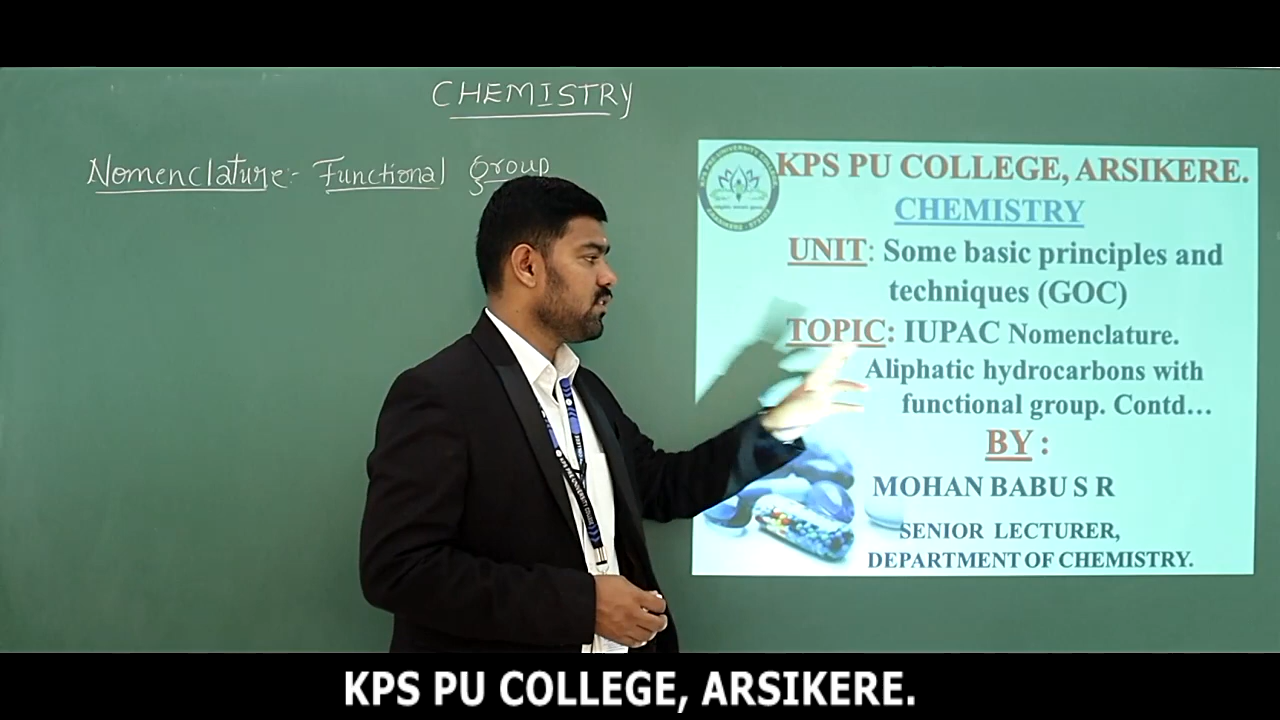 CHEMISTRY
Nomenclature:- Functional group
KPS PU COLLEGE, ARSIKERE.
CHEMISTRY
UNIT: Some basic principles and
techniques (GOC)
TOPIC: IUPAC Nomenclature.
Aliphatic hydrocarbons with
functional group. Contd...
BY :
MOHAN BABU S R
SENIOR LECTURER,
DEPARTMENT OF CHEMISTRY.
KPS PU COLLEGE, ARSIKERE.